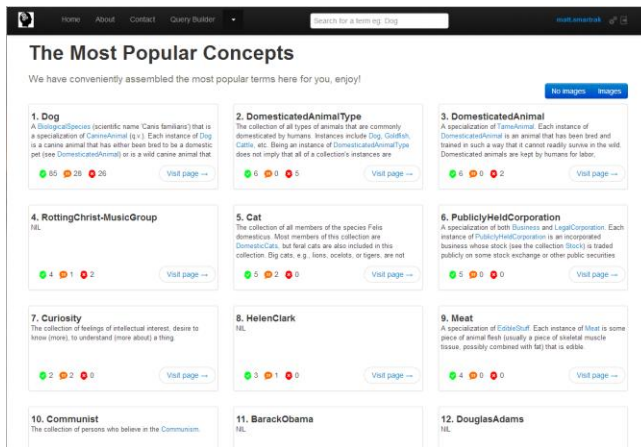 Home About Contact Query Builder
Search for a term eg. Dog
matt.smartrak
The Most Popular Concepts
We have conveniently assembled the most popular terms here for you, enjoy!
No images Images
1. Dog
A BiologicalSpecies (scientific name 'Canis familiaris') that is
a specialization of CanineAnimal (q.v.). Each instance of Dog
is a canine animal that has either been bred to be a domestic
pet (see DomesticatedAnimal) or is a wild canine animal that
85 28 26
Visit page →
2. DomesticatedAnimalType
The collection of all types of animals that are commonly
domesticated by humans. Instances include Dog, Goldfish,
Cattle, etc. Being an instance of DomesticatedAnimalType
does not imply that all of a collection's instances are
6 0 5
Visit page →
3. DomesticatedAnimal
A specialization of TameAnimal. Each instance of
DomesticatedAnimal is an animal that has been bred and
trained in such a way that it cannot readily survive in the wild.
Domesticated animals are kept by humans for labor,
6 0 2
Visit page →
4. RottingChrist-MusicGroup
NIL
4 1 2
Visit page →
5. Cat
The collection of all members of the species Felis
domesticus. Most members of this collection are
DomesticCats, but feral cats are also included in this
collection. Big cats, e.g., lions, ocelots, or tigers, are not
5 2 0
Visit page →
6. PubliclyHeldCorporation
A specialization of both Business and LegalCorporation. Each
instance of PubliclyHeldCorporation is an incorporated
business whose stock (see the collection Stock) is traded
publicly on some stock exchange or other public securities
5 0 0
Visit page →
7. Curiosity
The collection of feelings of intellectual interest, desire to
know (more), to understand (more about) a thing.
2 2 0
Visit page →
8. HelenClark
NIL
3 1 0
Visit page →
9. Meat
A specialization of EdibleStuff. Each instance of Meat is some
piece of animal flesh (usually a piece of skeletal muscle
tissue, possibly combined with fat) that is edible.
4 0 0
Visit page →
10. Communist
The collection of persons who believe in the Communism.
11. BarackObama
NIL
12. DouglasAdams
NIL